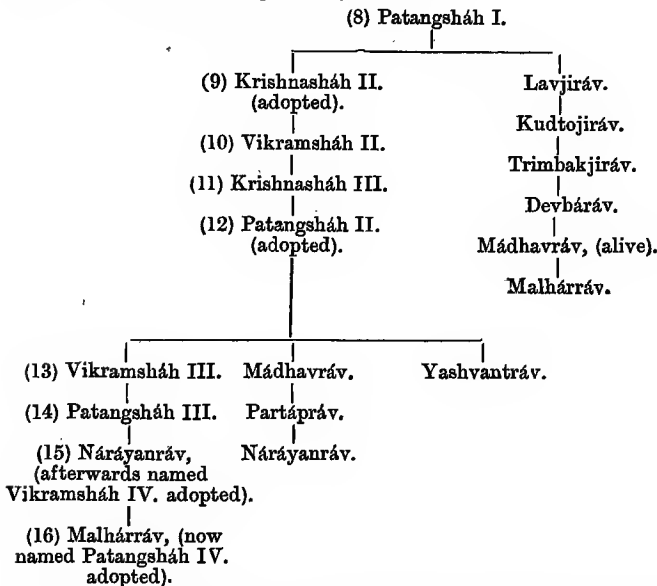 (8) Patangsháh I.
(9) Krishnasháh II.
(adopted).
(10) Vikramsháh II.
(11) Krishnasháh III.
(12) Patangsháh II.
(adopted).
Lavjiráv.
Kudtojiráv.
Trimbakjiráv.
Devbáráv.
Mádhavráv, (alive).
Malhárráv.
(13) Vikramsháh III.
(14) Patangsháh III.
(15) Náráyanráv,
(afterwards named
Vikramsháh IV. adopted).
(16) Malhárráv, (now
named Patangsháh IV.
adopted).
Mádhavráv.
Partápráv.
Náráyanráv.
Yashvantráv.